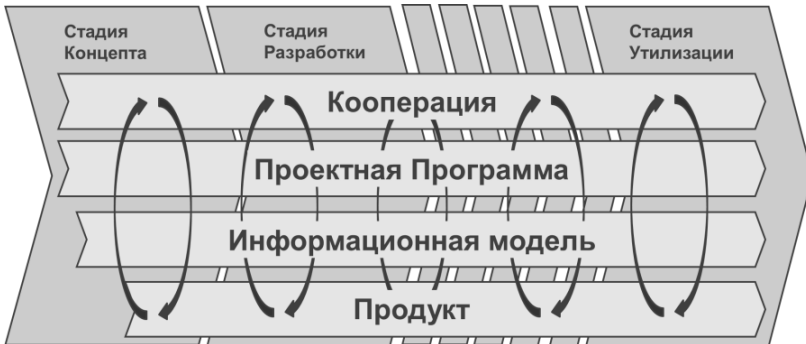 Стадия
Концепта
Стадия
Разработки
Стадия
Утилизации
Кооперация
Проектная Программа
Информационная модель
Продукт